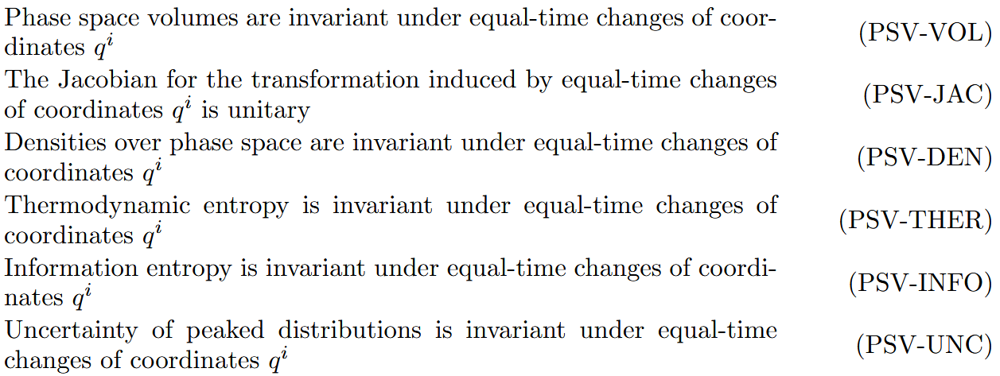 Phase space volumes are invariant under equal-time changes of coor-
dinates $q^i$ (PSV-VOL)
The Jacobian for the transformation induced by equal-time changes
of coordinates $q^i$ is unitary (PSV-JAC)
Densities over phase space are invariant under equal-time changes of
coordinates $q^i$ (PSV-DEN)
Thermodynamic entropy is invariant under equal-time changes of
coordinates $q^i$ (PSV-THER)
Information entropy is invariant under equal-time changes of coordi-
nates $q^i$ (PSV-INFO)
Uncertainty of peaked distributions is invariant under equal-time
changes of coordinates $q^i$ (PSV-UNC)